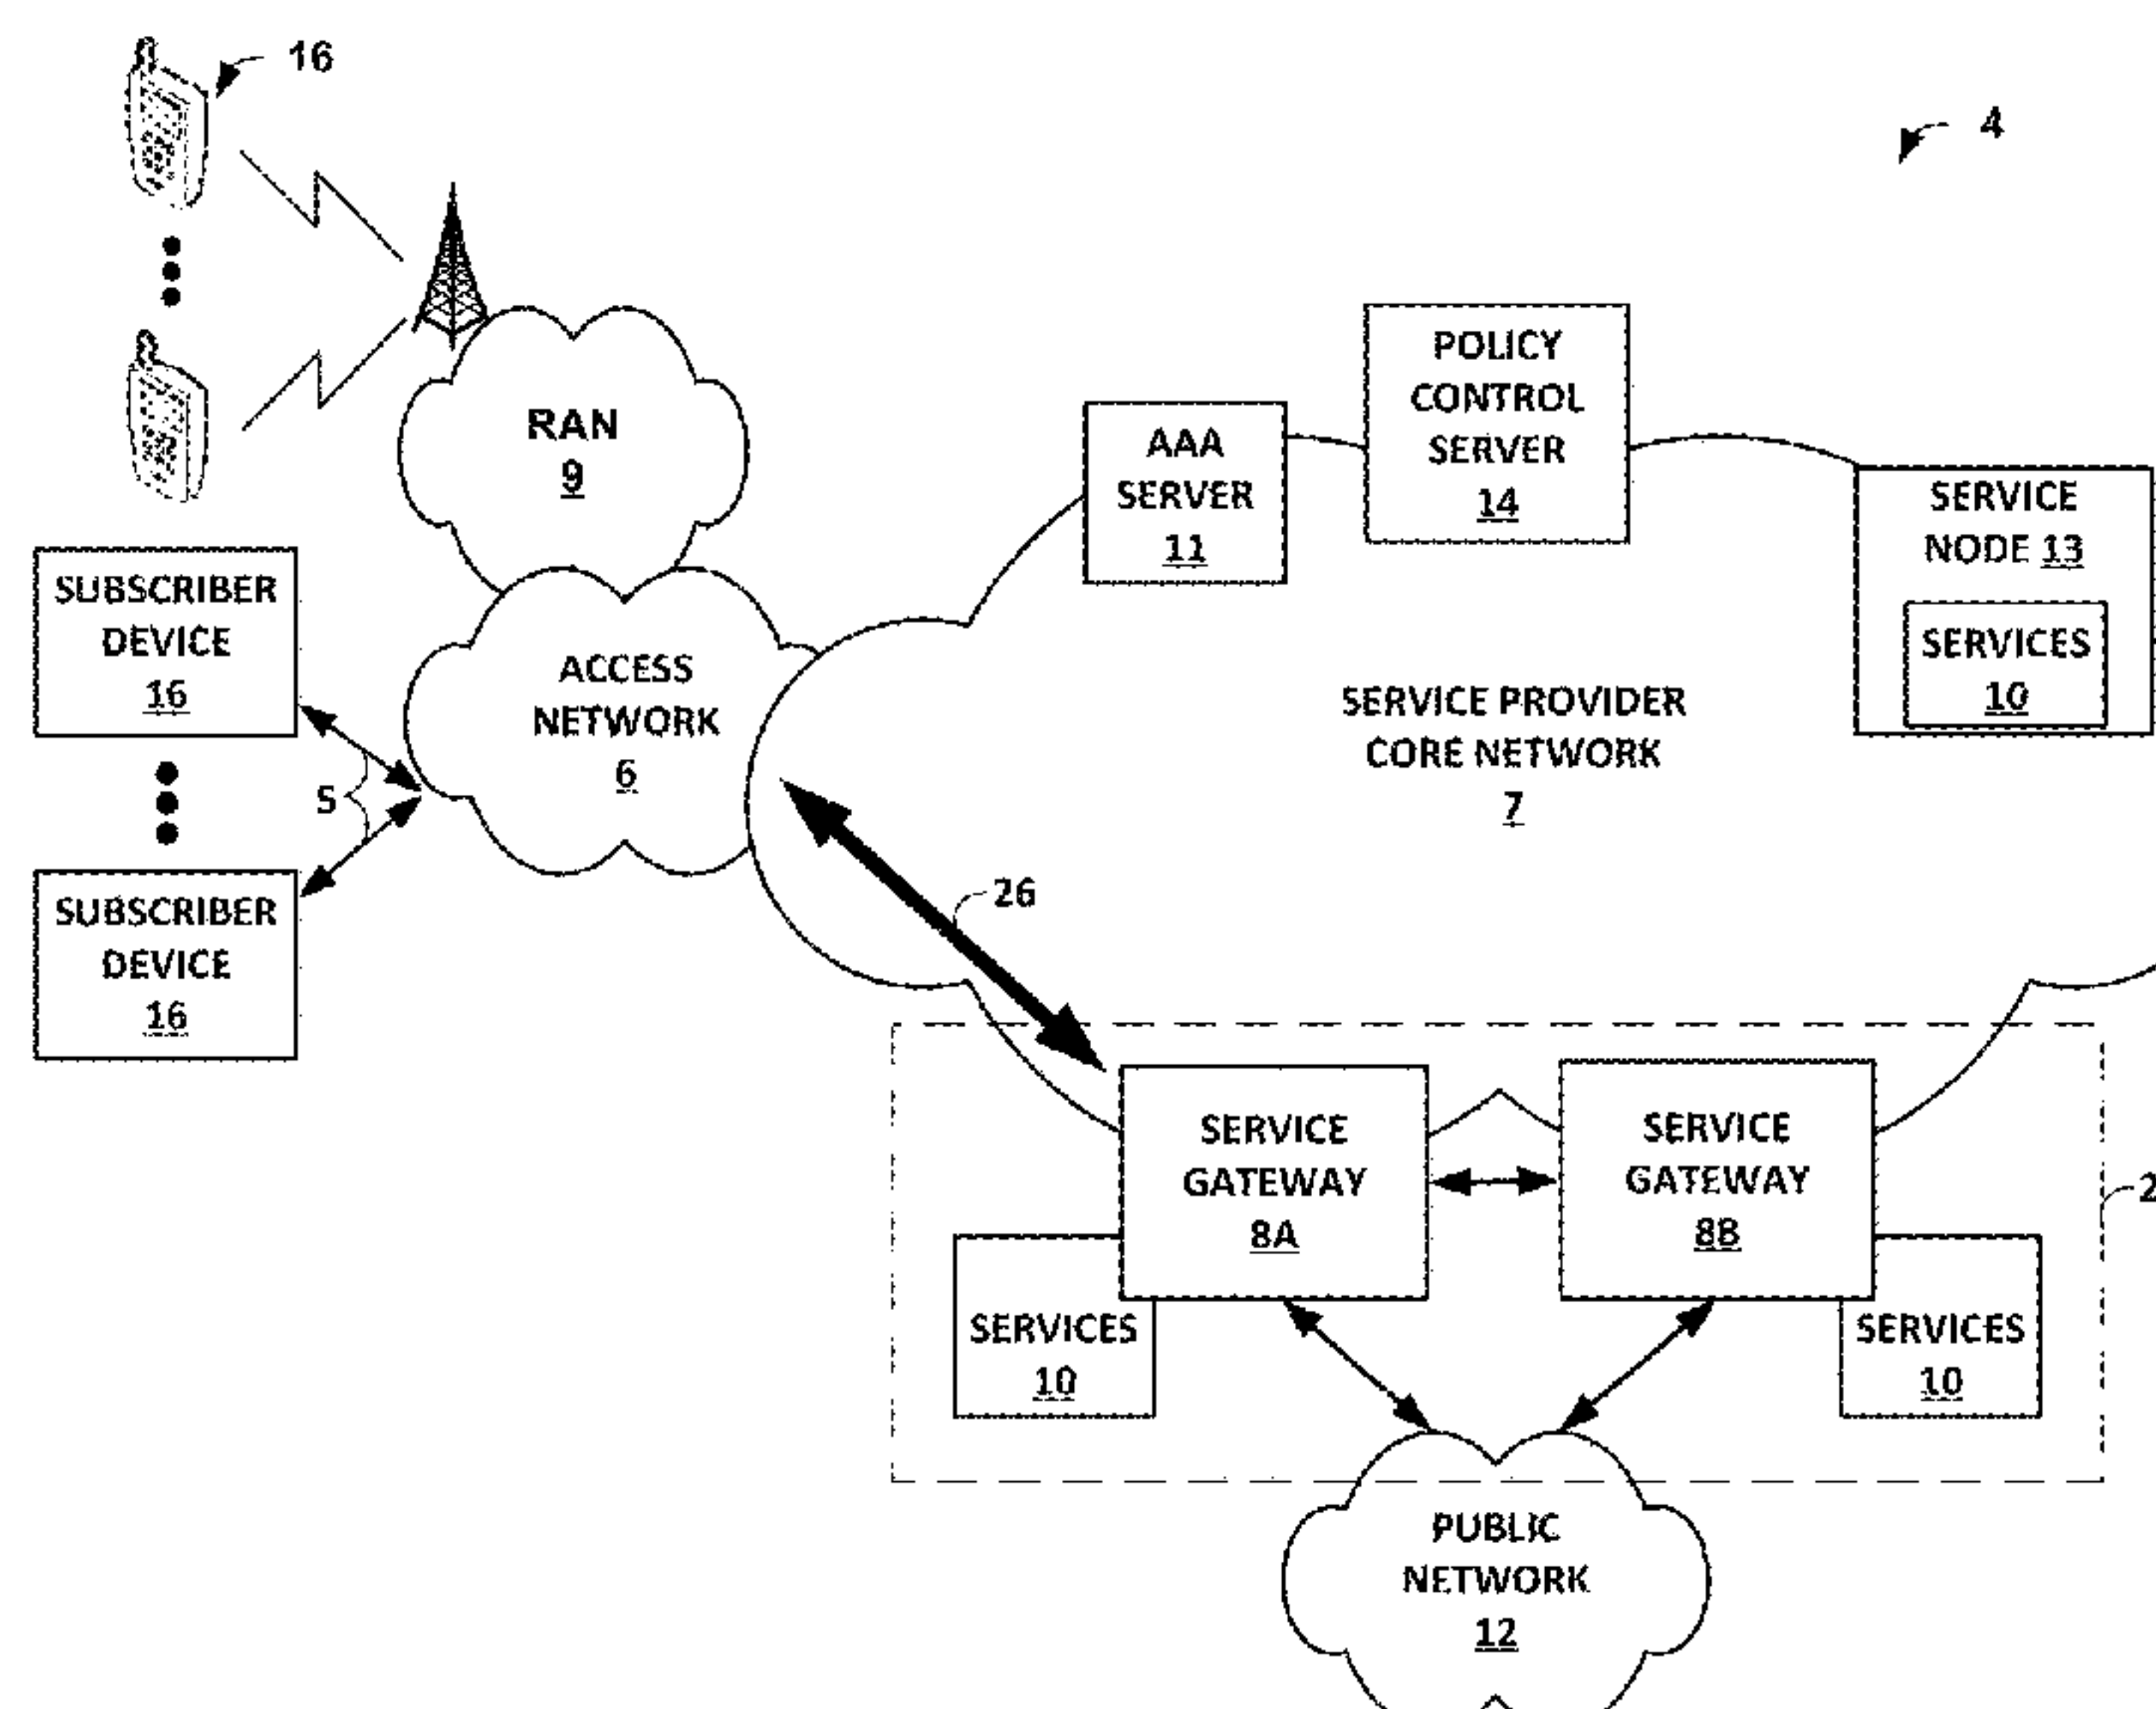 16
4
RAN
9
POLICY
CONTROL
SERVER
14
AAA
SERVER
11
SERVICE
NODE 13
SERVICES
10
SUBSCRIBER
DEVICE
16
ACCESS
NETWORK
6
SERVICE PROVIDER
CORE NETWORK
7
5
SUBSCRIBER
DEVICE
16
26
SERVICE
GATEWAY
8A
SERVICE
GATEWAY
8B
SERVICES
10
SERVICES
10
PUBLIC
NETWORK
12